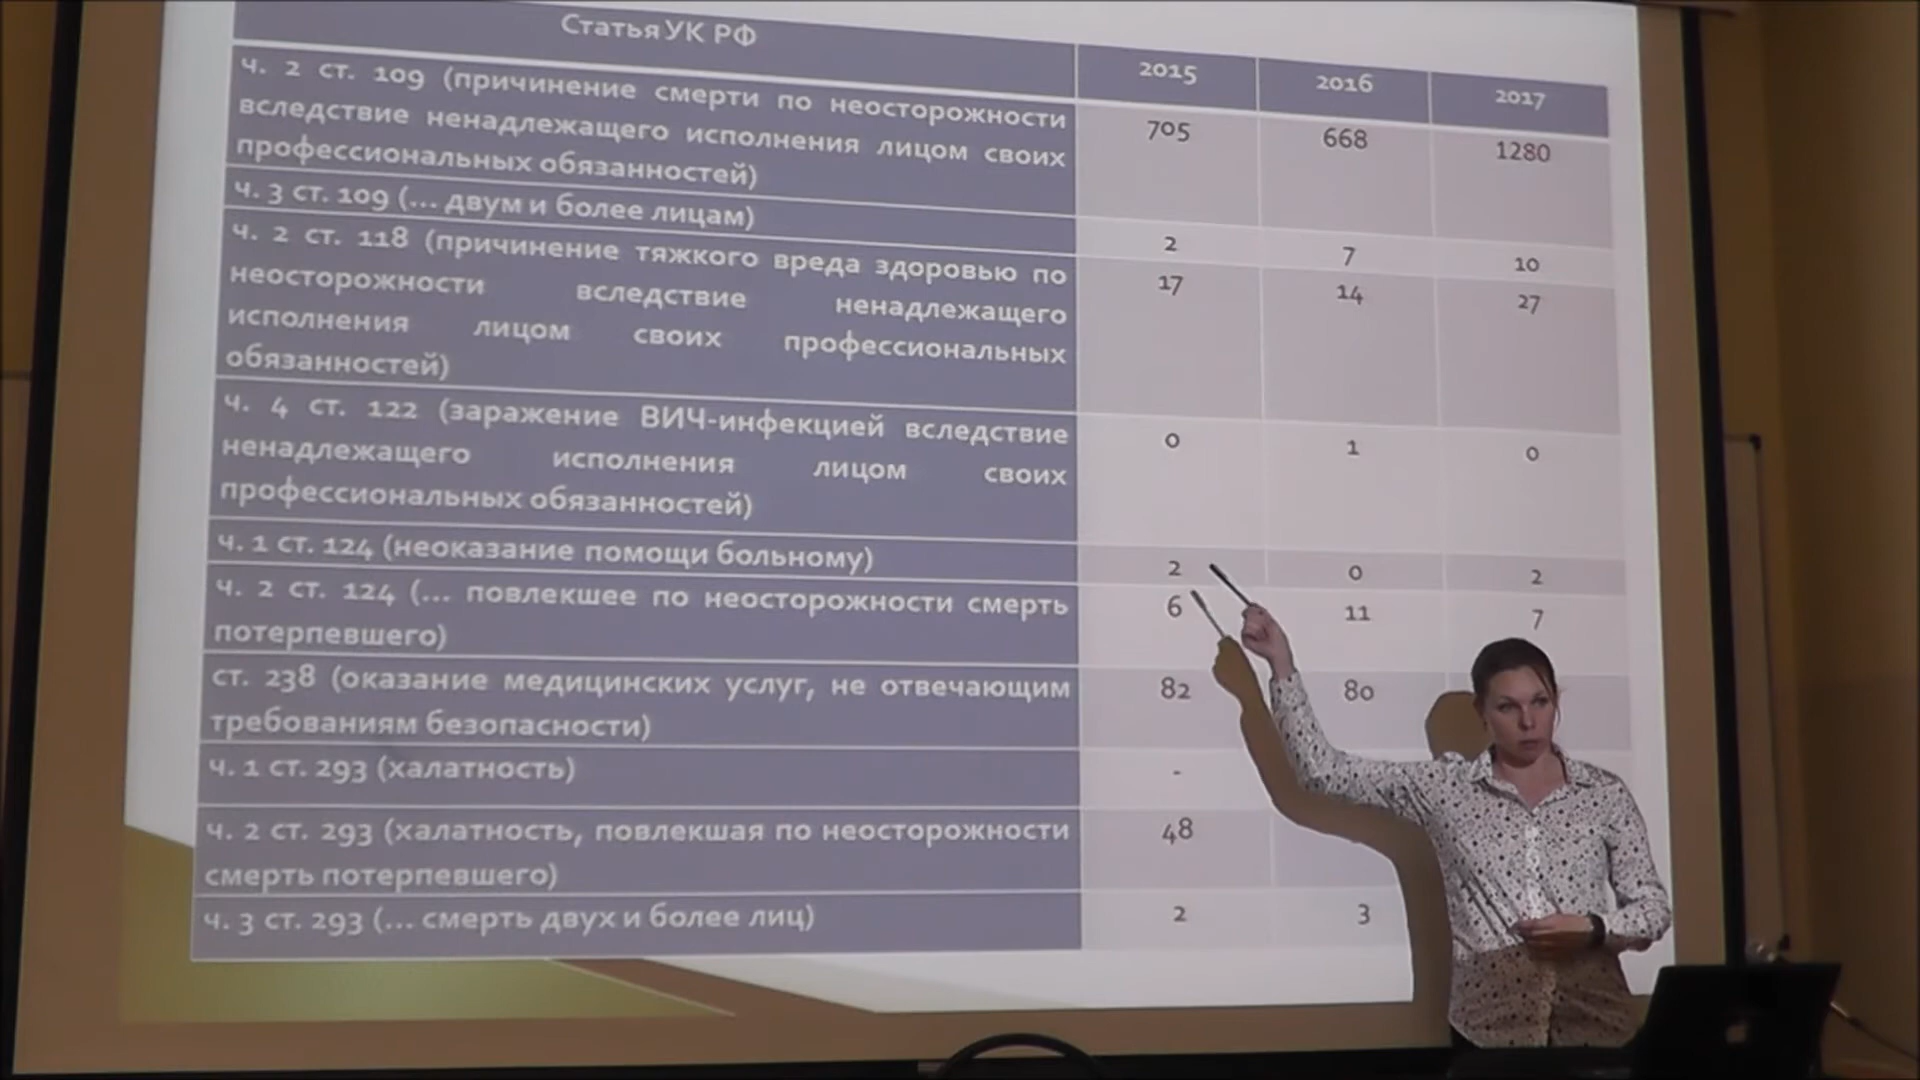 Статья УК РФ 2015 2016 2017
ч. 2 ст. 109 (причинение смерти по неосторожности
вследствие ненадлежащего исполнения лицом своих
профессиональных обязанностей)
705 668 1280
ч. 3 ст. 109 (... двум и более лицам)
2 7 10
ч. 2 ст. 118 (причинение тяжкого вреда здоровью по
неосторожности вследствие ненадлежащего
исполнения лицом своих профессиональных
обязанностей)
17 14 27
ч. 4 ст. 122 (заражение ВИЧ-инфекцией вследствие
ненадлежащего исполнения лицом своих
профессиональных обязанностей)
0 1 0
ч. 1 ст. 124 (неоказание помощи больному)
2 0 2
ч. 2 ст. 124 (... повлекшее по неосторожности смерть
потерпевшего)
6 11 7
ст. 238 (оказание медицинских услуг, не отвечающим
требованиям безопасности)
82 80
ч. 1 ст. 293 (халатность)
-
ч. 2 ст. 293 (халатность, повлекшая по неосторожности
смерть потерпевшего)
48
ч. 3 ст. 293 (... смерть двух и более лиц)
2 3